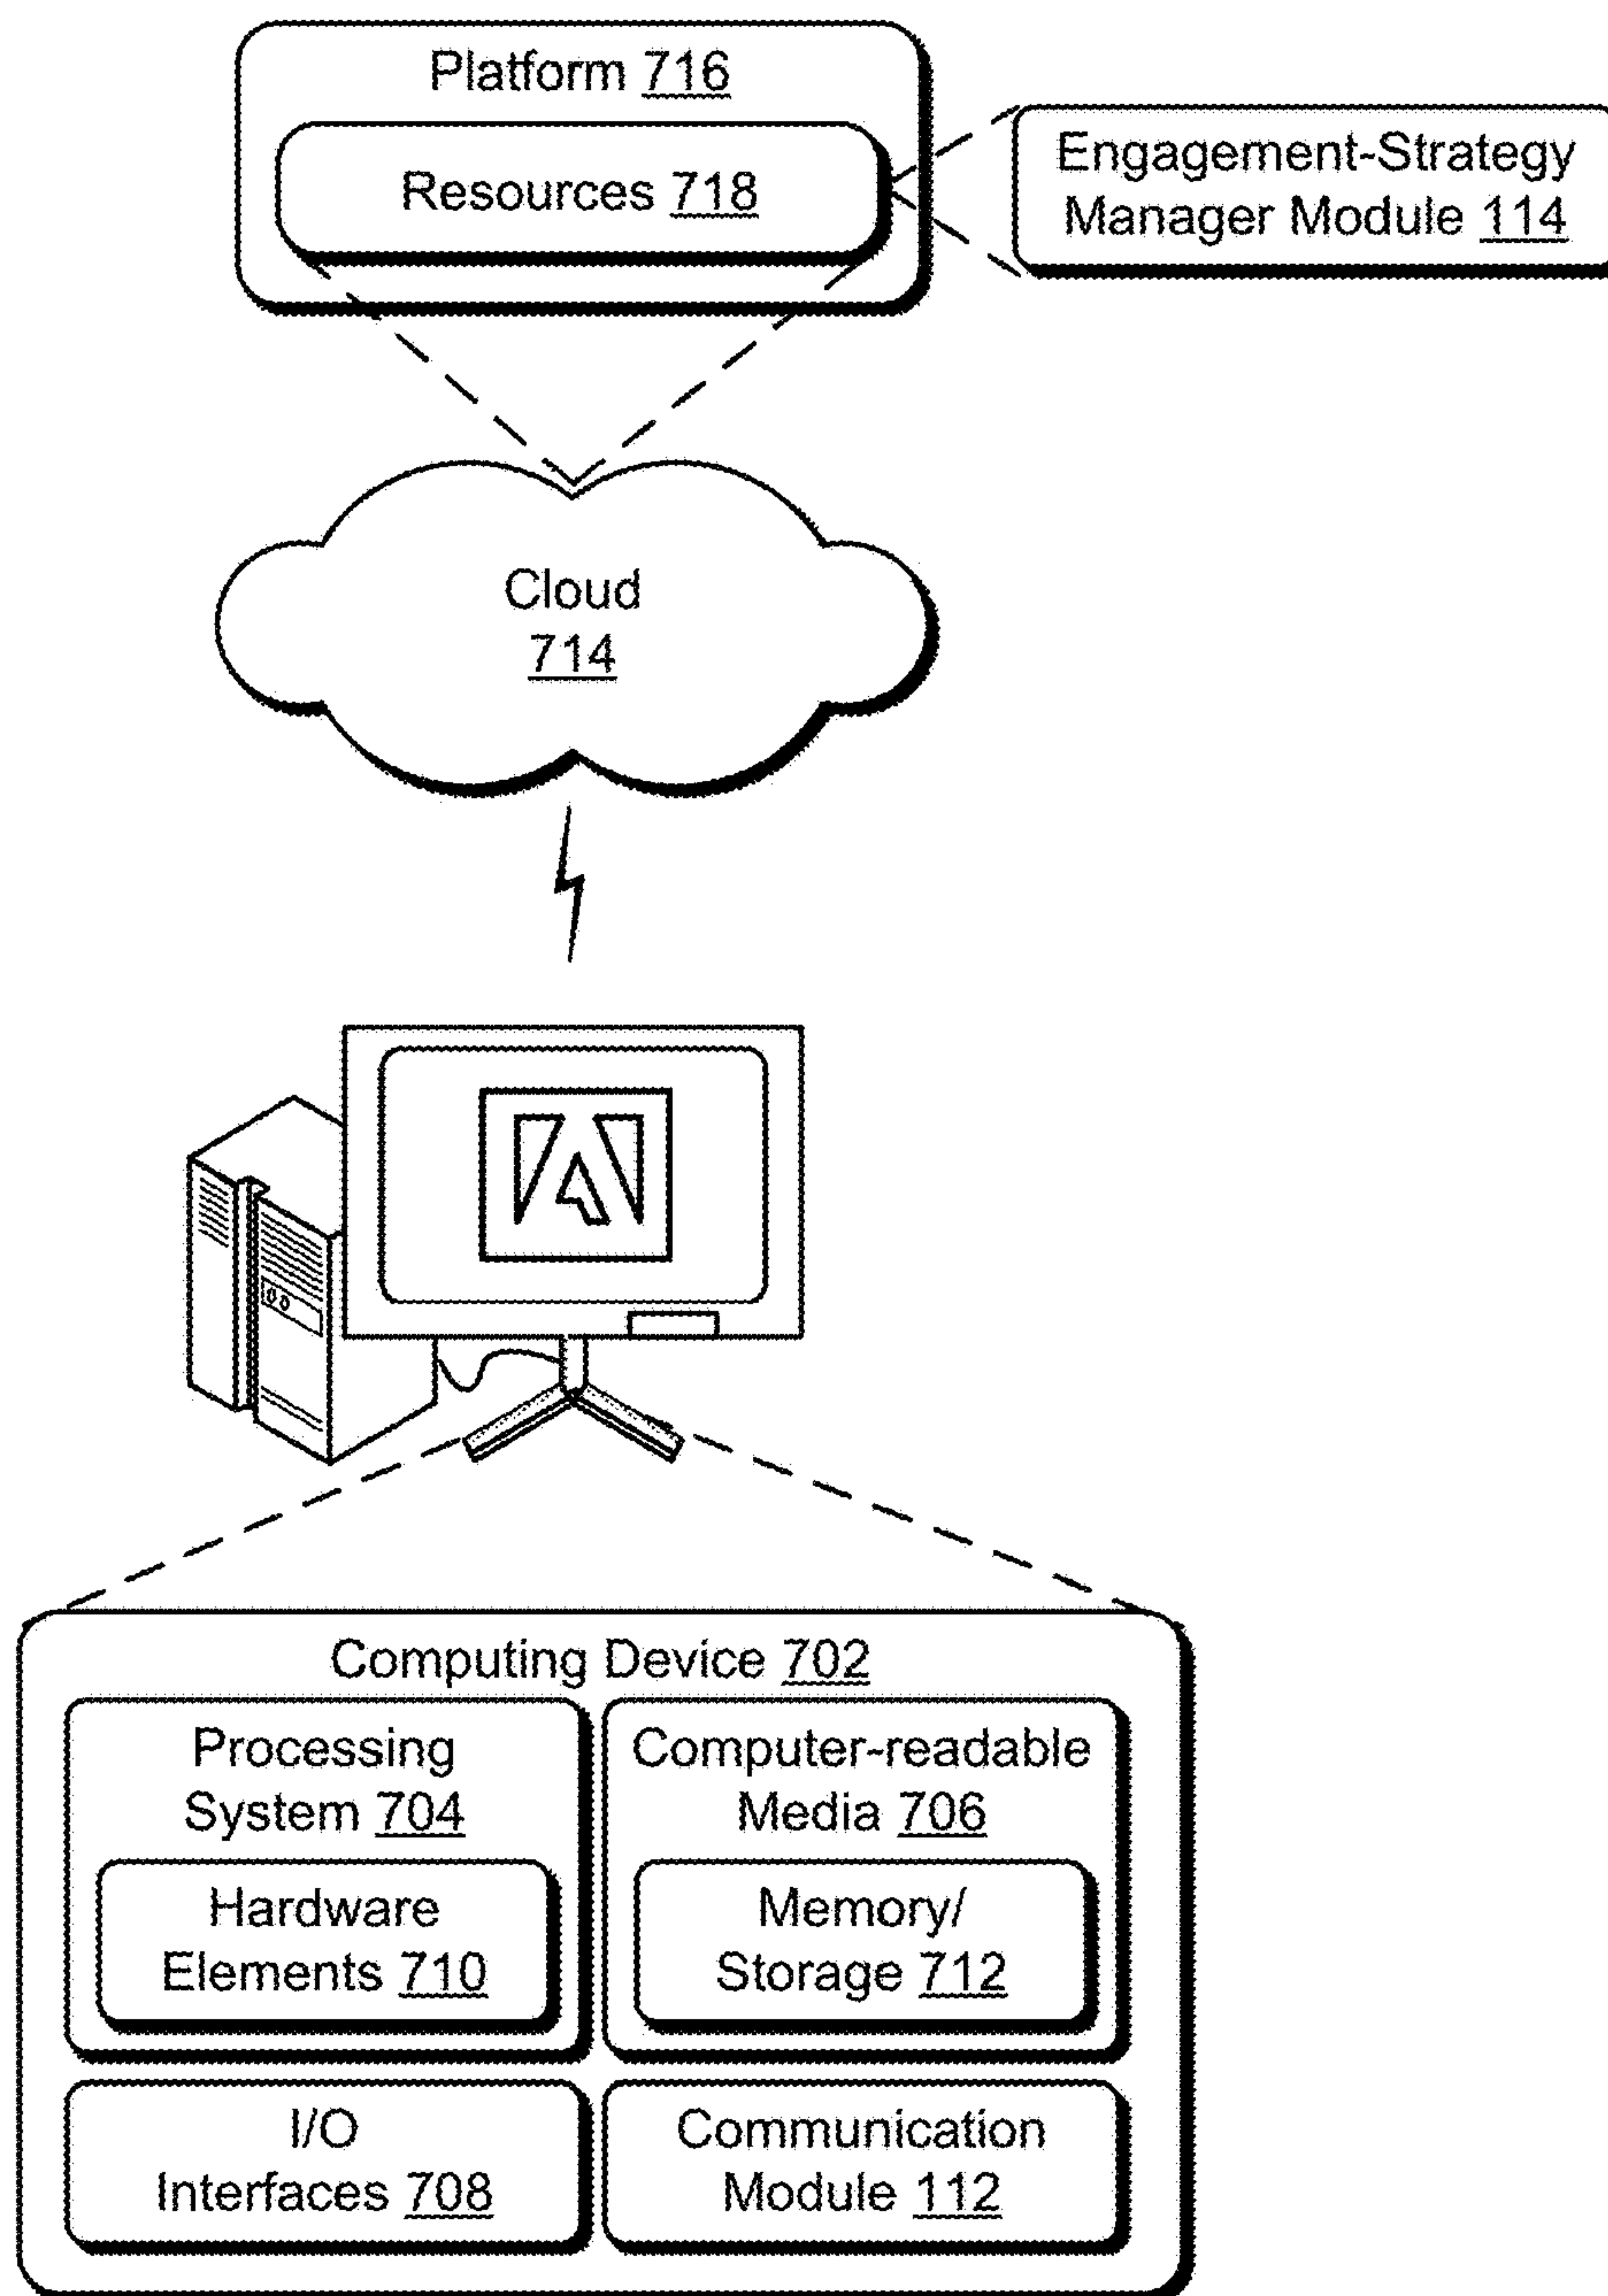 Platform 716
Resources 718
Engagement-Strategy
Manager Module 114
Cloud
714
Computing Device 702
Processing
System 704
Hardware
Elements 710
Computer-readable
Media 706
Memory/
Storage 712
I/O
Interfaces 708
Communication
Module 112